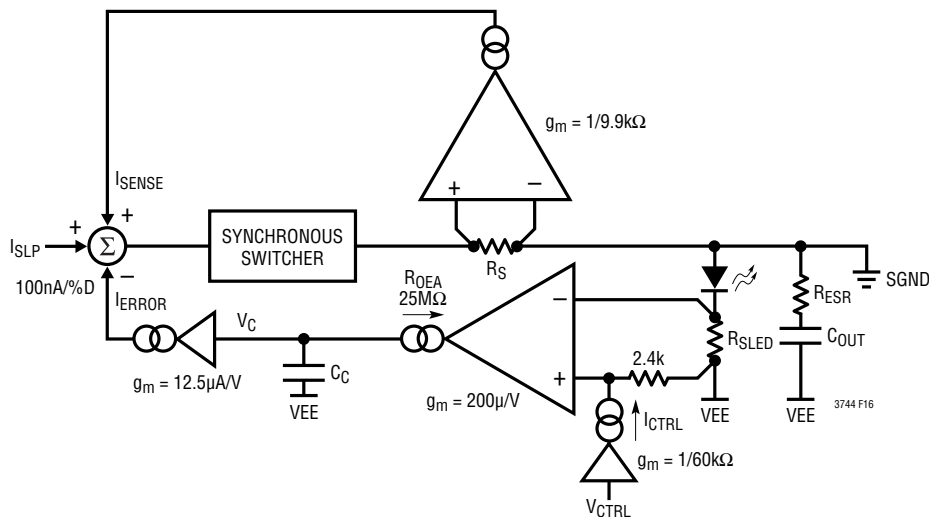 gm = 1/9.9kΩ
+
−
ISENSE
+
+
ISLP
Σ
−
100nA/%D
IERROR
SYNCHRONOUS
SWITCHER
RS
SGND
ROEA
25MΩ
−
+
RSLED
RESR
COUT
VC
gm = 12.5µA/V
CC
VEE
gm = 200µ/V
2.4k
ICTRL
VEE
VEE
3744 F16
gm = 1/60kΩ
VCTRL